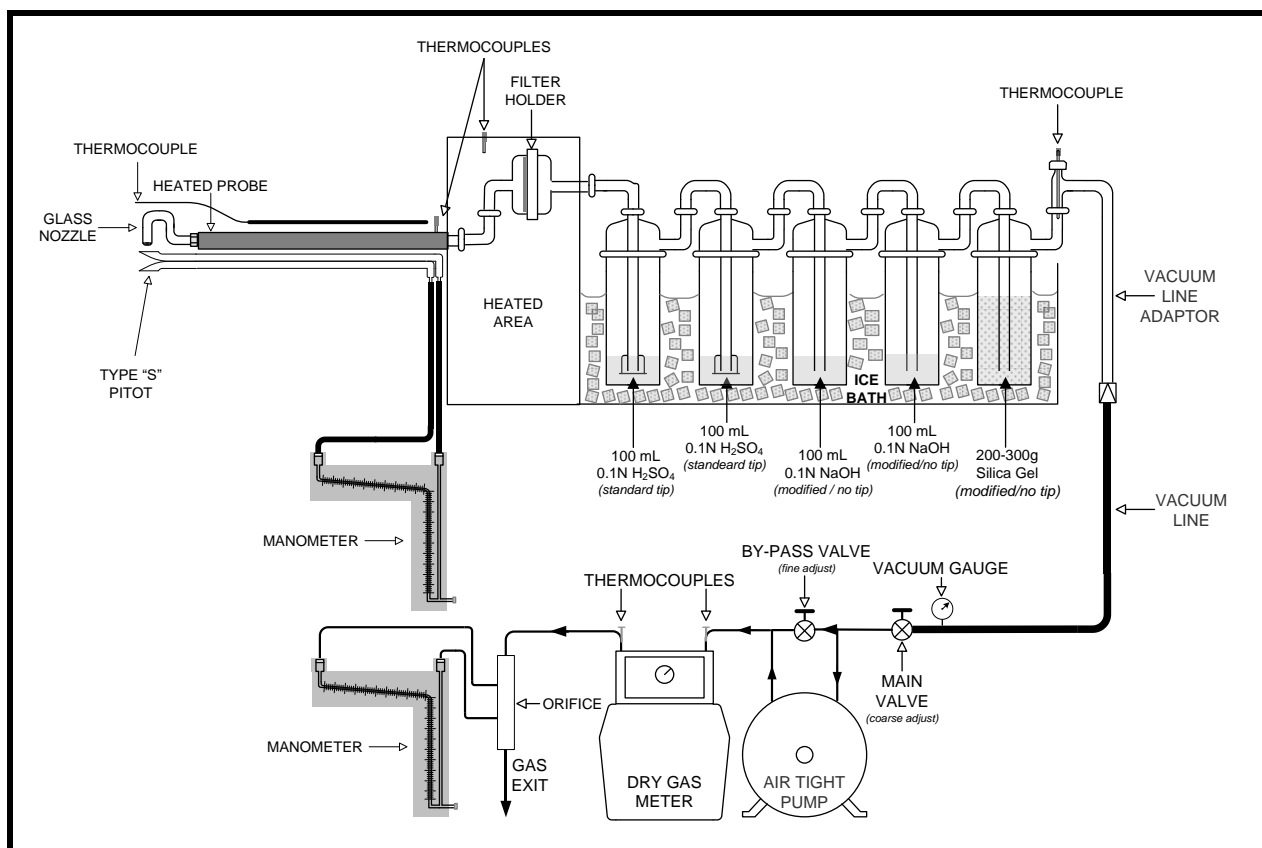 THERMOCOUPLES
FILTER
HOLDER
THERMOCOUPLE
THERMOCOUPLE
HEATED PROBE
GLASS
NOZZLE
HEATED
AREA
VACUUM
LINE
ADAPTOR
TYPE “S”
PITOT
ICE
BATH
100 mL
0.1N H₂SO₄
(standard tip)
100 mL
0.1N H₂SO₄
(standeard tip)
100 mL
0.1N NaOH
(modified / no tip)
100 mL
0.1N NaOH
(modified/no tip)
200-300g
Silica Gel
(modified/no tip)
VACUUM
LINE
MANOMETER
BY-PASS VALVE
(fine adjust)
VACUUM GAUGE
THERMOCOUPLES
MAIN
VALVE
(coarse adjust)
ORIFICE
MANOMETER
GAS
EXIT
DRY GAS
METER
AIR TIGHT
PUMP